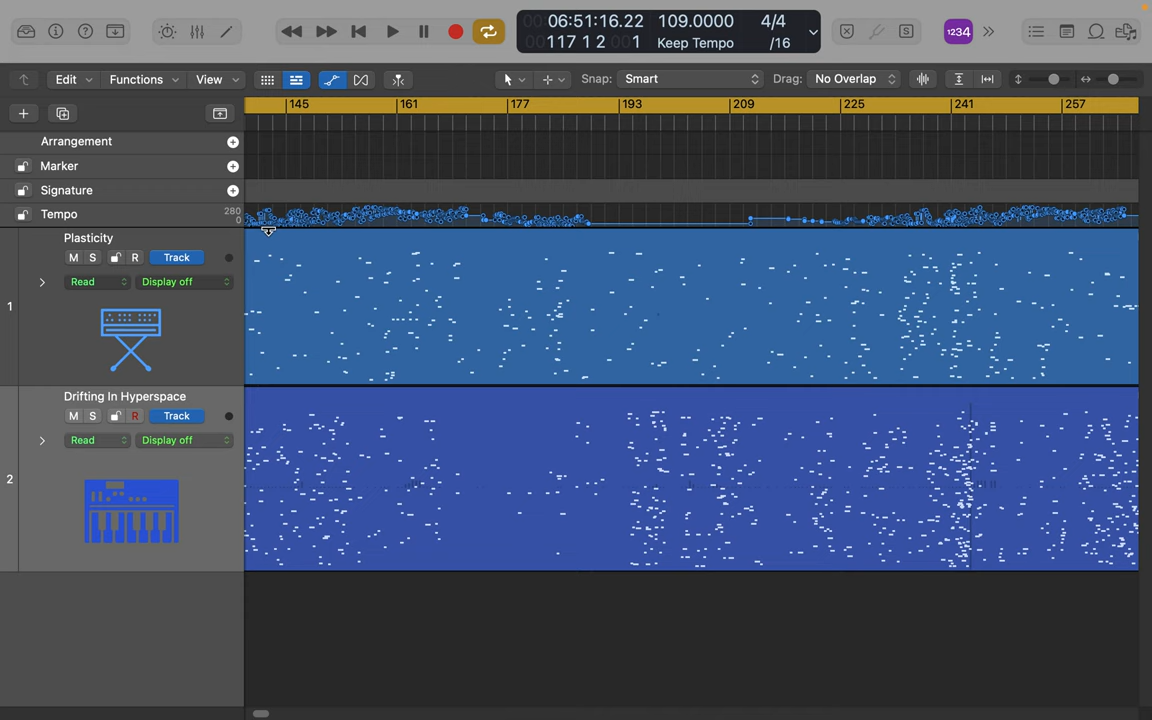 06:51:16.22 109.0000 4/4
117 1 2 1 Keep Tempo /16
1234
Edit Functions View Snap: Smart Drag: No Overlap
145 161 177 193 209 225 241 257
Arrangement
Marker
Signature
Tempo 280
0
Plasticity
M S R Track
Read Display off
1
Drifting In Hyperspace
M S R Track
Read Display off
2